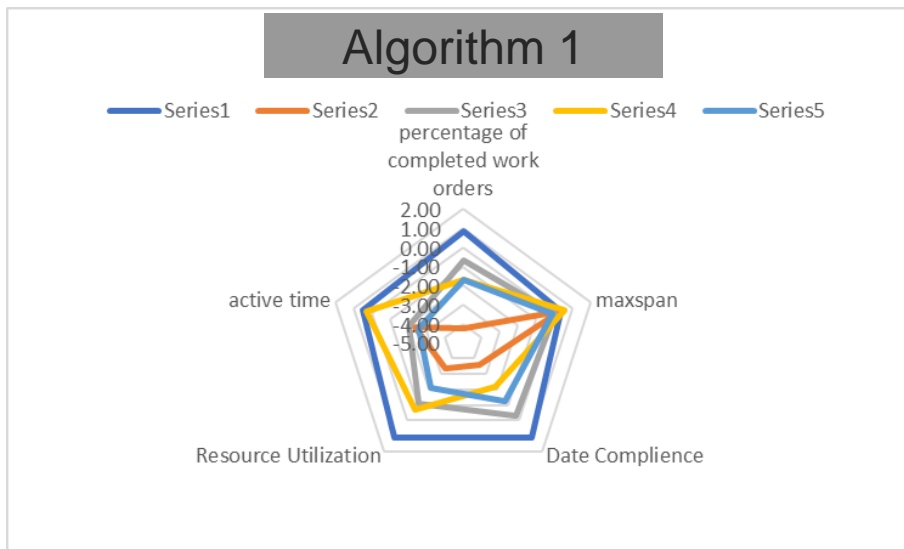 Algorithm 1
Series1 Series2 Series3 Series4 Series5
percentage of
completed work
orders
2.00
1.00
0.00
-1.00
-2.00
-3.00
-4.00
-5.00
active time
maxspan
Resource Utilization
Date Complience